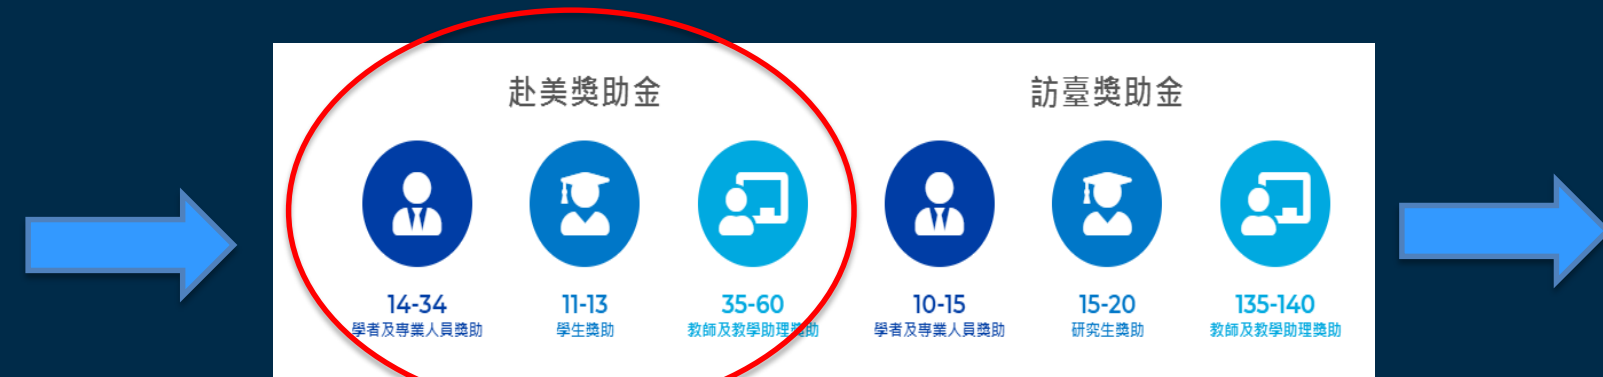 赴美獎助金
14-34
學者及專業人員獎助
11-13
學生獎助
35-60
教師及教學助理獎助
訪臺獎助金
10-15
學者及專業人員獎助
15-20
研究生獎助
135-140
教師及教學助理獎助